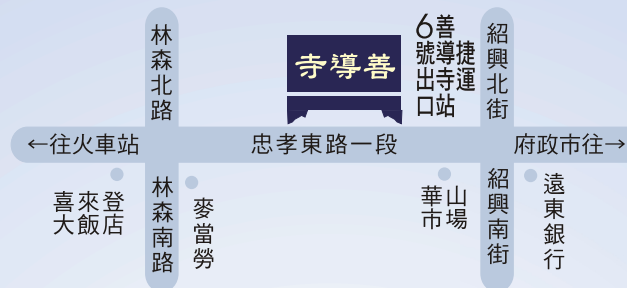 林森北路
善導寺
捷運
善導寺站
6號出口
紹興北街
←往火車站
忠孝東路一段
府政市往→
喜來登
大飯店
林森南路
麥當勞
華山
市場
紹興南街
遠東銀行